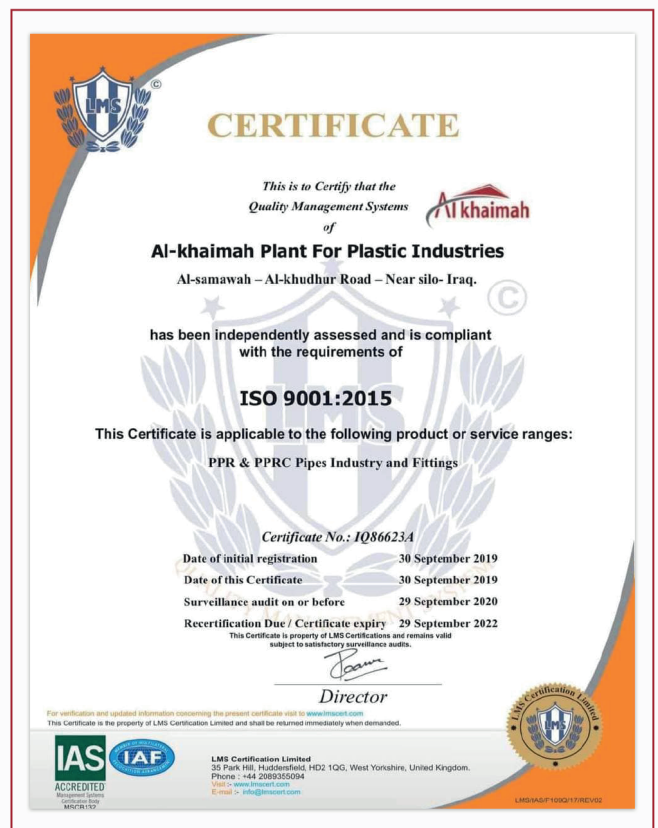 LMS
©
CERTIFICATE
This is to Certify that the
Quality Management Systems
of
Al khaimah
Al-khaimah Plant For Plastic Industries
Al-samawah – Al-khudhur Road – Near silo- Iraq.
©
has been independently assessed and is compliant
with the requirements of
LMS
ISO 9001:2015
This Certificate is applicable to the following product or service ranges:
PPR & PPRC Pipes Industry and Fittings
Certificate No.: IQ86623A
Date of initial registration 30 September 2019
Date of this Certificate 30 September 2019
Surveillance audit on or before 29 September 2020
Recertification Due / Certificate expiry 29 September 2022
This Certificate is property of LMS Certifications and remains valid
subject to satisfactory surveillance audits.
Director
For verification and updated information concerning the present certificate visit to www.lmscert.com
This Certificate is the property of LMS Certification Limited and shall be returned immediately when demanded.
LMS Certification Limited
LMS
IAS
IAF
ACCREDITED
Management Systems
Certification Body
MSCB132
LMS Certification Limited
35 Park Hill, Huddersfield, HD2 1QG, West Yorkshire, United Kingdom.
Phone : +44 2089355094
Visit :- www.lmscert.com
E-mail :- info@lmscert.com
LMS/IAS/F109Q/17/REV02